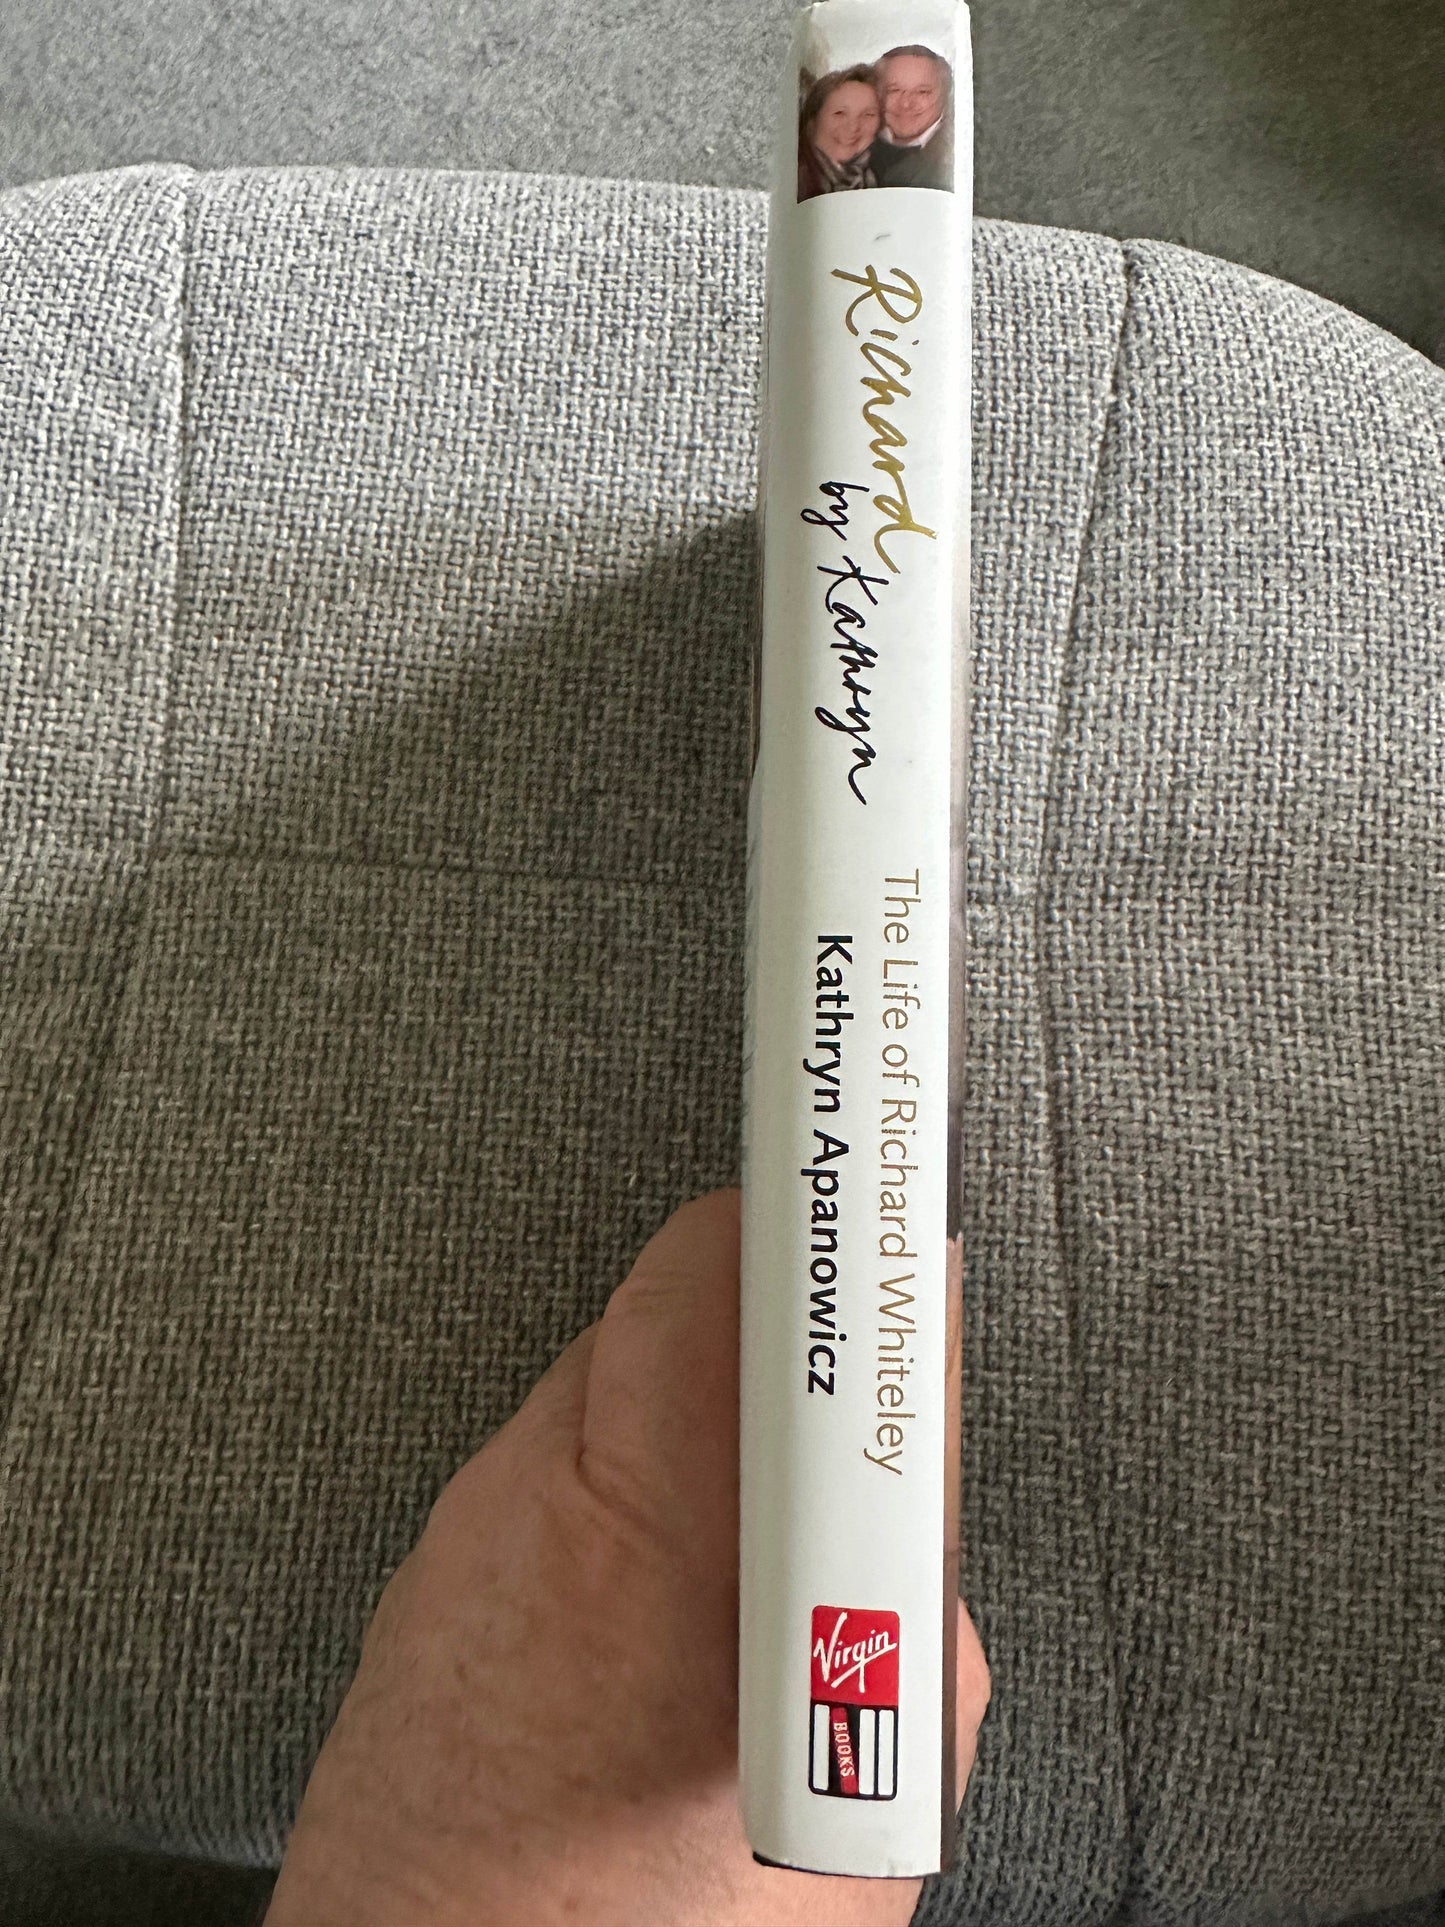 Richard
by Kathryn
The Life of Richard Whiteley
Kathryn Apanowicz
Virgin
BOOKS